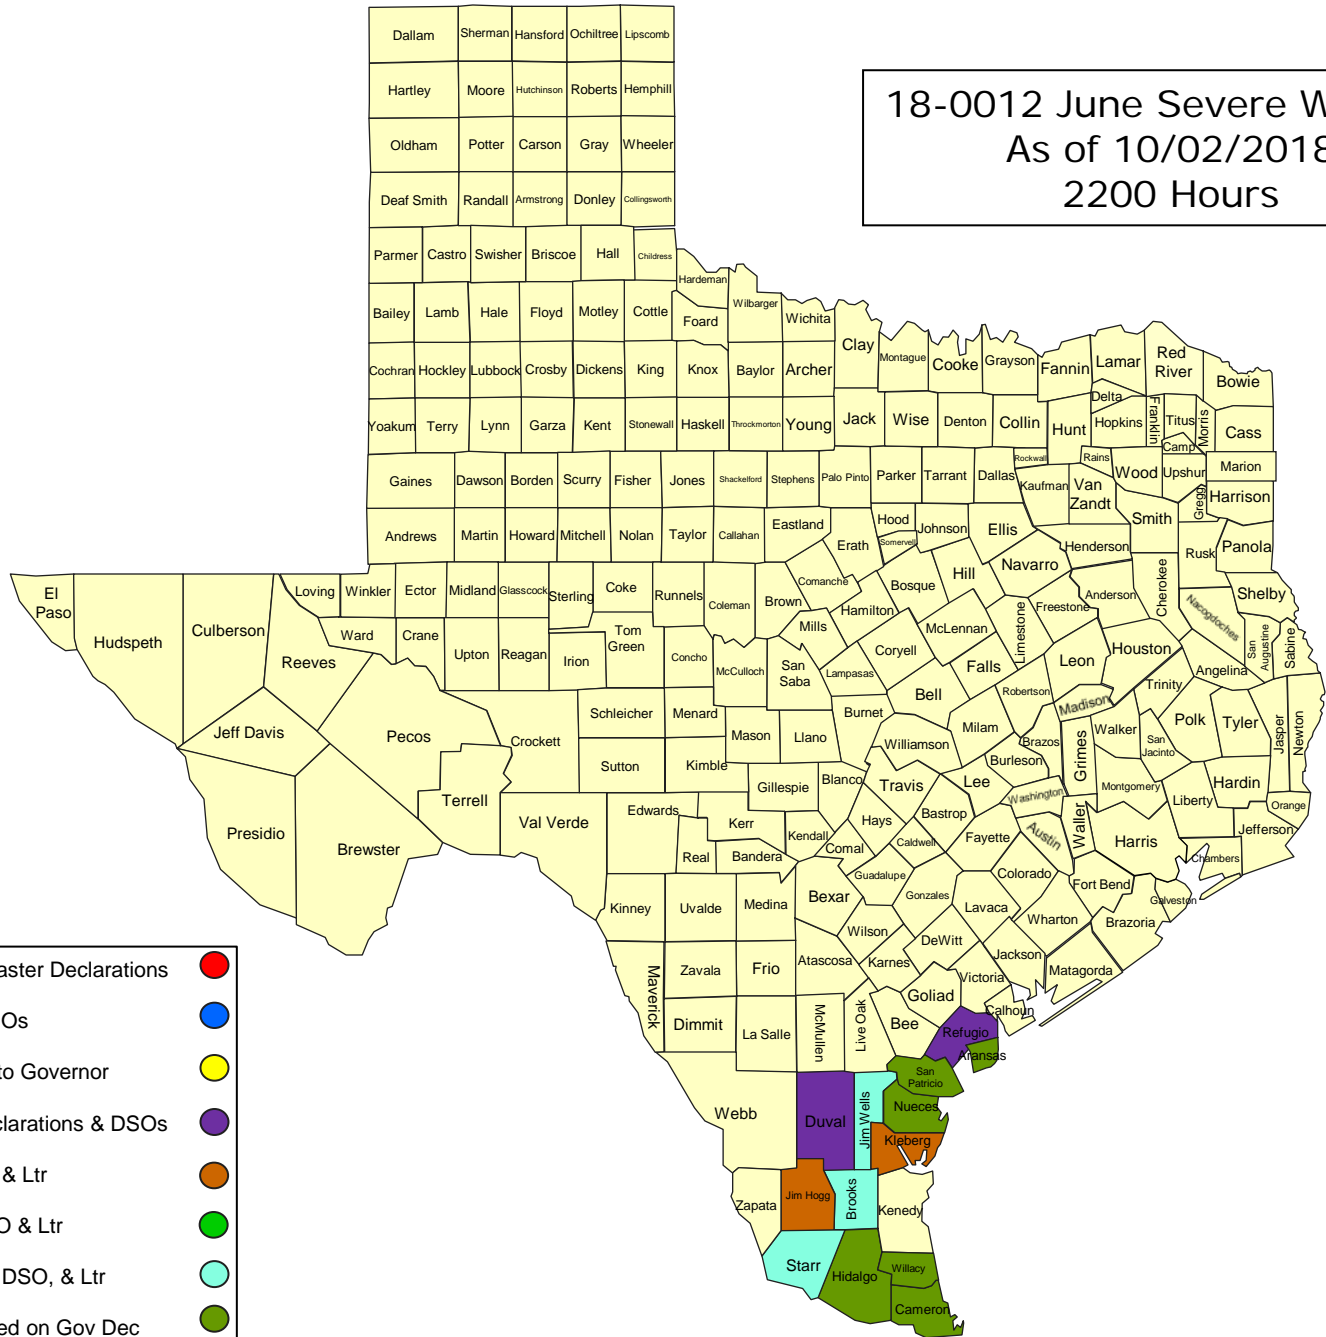 Dallam Sherman Hansford Ochiltree Lipscomb
Hartley Moore Hutchinson Roberts Hemphill
18-0012 June Severe W
As of 10/02/2018
2200 Hours
Oldham Potter Carson Gray Wheeler
Deaf Smith Randall Armstrong Donley Collingsworth
Parmer Castro Swisher Briscoe Hall Childress
Hardeman
Wilbarger
Bailey Lamb Hale Floyd Motley Cottle Foard Wichita
Clay Montague Cooke Grayson Fannin Lamar Red
River
Bowie
Cochran Hockley Lubbock Crosby Dickens King Knox Baylor Archer
Delta
Yoakum Terry Lynn Garza Kent Stonewall Haskell Throckmorton Young Jack Wise Denton Collin Hunt Hopkins Franklin Titus Morris Cass
Camp
Rockwall Rains
Gaines Dawson Borden Scurry Fisher Jones Shackelford Stephens Palo Pinto Parker Tarrant Dallas Kaufman Van
Zandt
Wood Upshur Marion
Gregg Harrison
Andrews Martin Howard Mitchell Nolan Taylor Callahan Eastland Erath Hood Somervell Johnson Ellis Henderson Smith Rusk Panola
El
Paso
Hudspeth Culberson Reeves Loving Winkler Ector Midland Glasscock Sterling Coke Runnels Coleman Brown Comanche Hamilton Bosque Hill Navarro Freestone Anderson Cherokee Nacogdoches Shelby
Ward Crane Upton Reagan Irion Tom
Green
Concho McCulloch San
Saba
Mills Lampasas Coryell McLennan Limestone Falls Leon Houston Angelina San
Augustine
Sabine
Jeff Davis Pecos Crockett Schleicher Menard Mason Llano Burnet Bell Milam Robertson Madison Trinity Polk Tyler Jasper Newton
Williamson Brazos Grimes Walker San
Jacinto
Sutton Kimble Gillespie Blanco Travis Lee Burleson Washington Montgomery Liberty Hardin Orange
Presidio Brewster Terrell Val Verde Edwards Kerr Kendall Hays Bastrop Caldwell Fayette Austin Waller Harris Jefferson
Real Bandera Comal Guadalupe Gonzales Colorado Fort Bend Chambers Galveston
Kinney Uvalde Medina Bexar Wilson Lavaca Wharton Brazoria
Maverick Zavala Frio Atascosa Karnes DeWitt Jackson Matagorda
Victoria
Goliad
Calhoun
Dimmit La Salle McMullen Live Oak Bee Refugio
Aransas
San
Patricio
Webb Duval Jim Wells Nueces
Kleberg
Zapata Jim Hogg Brooks Kenedy
Starr Hidalgo Willacy
Cameron
aster Declarations
Os
to Governor
clarations & DSOs
& Ltr
O & Ltr
DSO, & Ltr
ed on Gov Dec